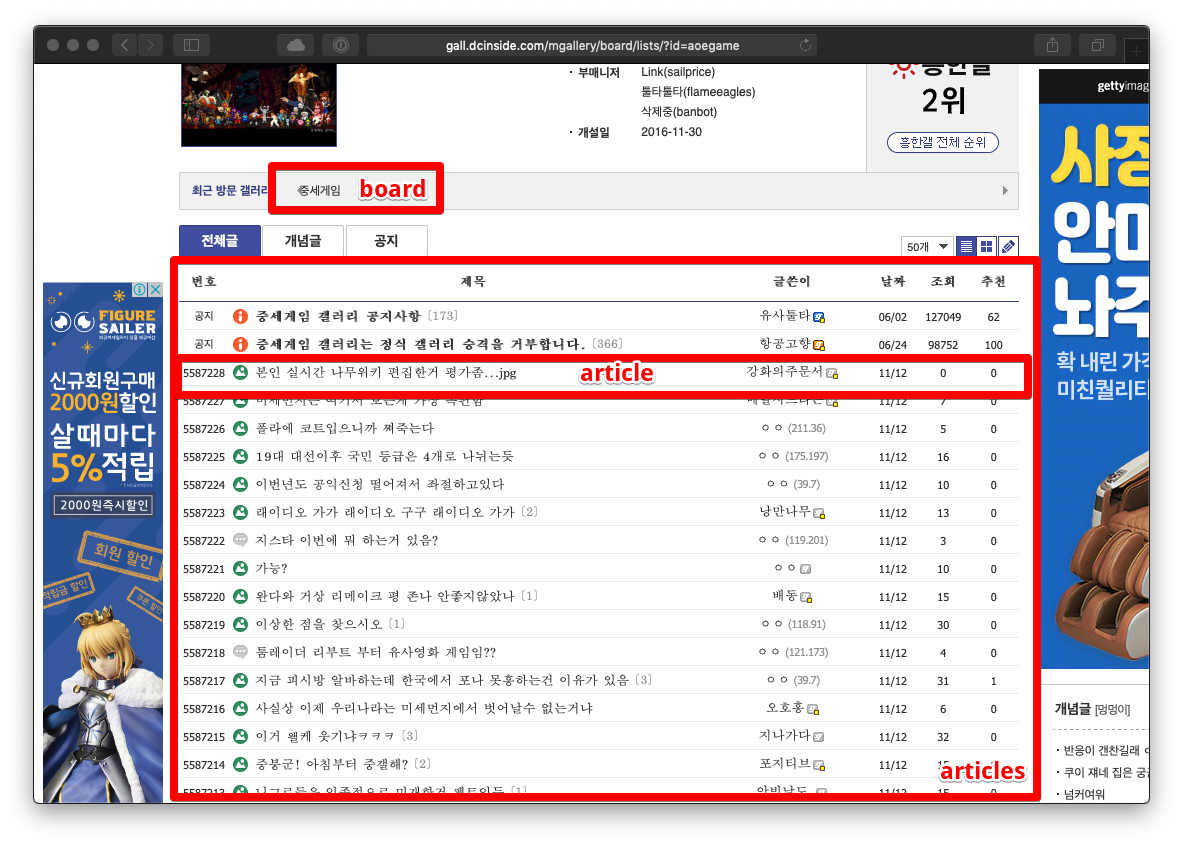 gall.dcinside.com/mgallery/board/lists/?id=aoegame
· 부매니저 Link(sailprice)
툴타툴타(flameeagles)
삭제중(banbot)
· 개설일 2016-11-30
흥한갤
2위
흥한갤 전체 순위
최근 방문 갤러리 중세게임 board
전체글 개념글 공지
50개
번호 제목 글쓴이 날짜 조회 추천
공지 중세게임 갤러리 공지사항 [173] 유사툴타 06/02 127049 62
공지 중세게임 갤러리는 정식 갤러리 승격을 거부합니다. [366] 항공고향 06/24 98752 100
5587228 본인 실시간 나무위키 편집한거 평가좀...jpg article 강화의주문서 11/12 0 0
5587227 11/12 7 0
5587226 폴라에 코트입으니까 쪄죽는다 ㅇㅇ (211.36) 11/12 5 0
5587225 19대 대선이후 국민 등급은 4개로 나뉘는듯 ㅇㅇ (175.197) 11/12 16 0
5587224 이번년도 공익신청 떨어져서 좌절하고있다 ㅇㅇ (39.7) 11/12 10 0
5587223 래이디오 가가 래이디오 구구 래이디오 가가 [2] 낭만나무 11/12 13 0
5587222 지스타 이번에 뭐 하는거 있음? ㅇㅇ (119.201) 11/12 3 0
5587221 가능? ㅇㅇ 11/12 10 0
5587220 완다와 거상 리메이크 평 존나 안좋지않았나 [1] 배동 11/12 15 0
5587219 이상한 점을 찾으시오 [1] ㅇㅇ (118.91) 11/12 30 0
5587218 툼레이더 리부트 부터 유사영화 게임임?? ㅇㅇ (121.173) 11/12 4 0
5587217 지금 피시방 알바하는데 한국에서 포나 못흥하는건 이유가 있음 [3] ㅇㅇ (39.7) 11/12 31 1
5587216 사실상 이제 우리나라는 미세먼지에서 벗어날수 없는거냐 오호홍 11/12 6 0
5587215 이거 웰케 웃기냐ㅋㅋㅋ [3] 지나가다 11/12 32 0
5587214 중붕군! 아침부터 중갤해? [2] 포지티브 11/12 15 0
articles
5587213 [1] 11/12 15 0
FIGURE
SAILER
신규회원구매
2000원할인
살때마다
5%적립
2000원즉시할인
회원 할인
적립금 할인
쿠폰 할인
gettyimag
사정
안마
놔주
확 내린 가격
미친퀄리티
개념글 [멍멍이]
· 반응이 갠찬길래
· 쿠이 쟤네 집은 궁금
· 넘커여워